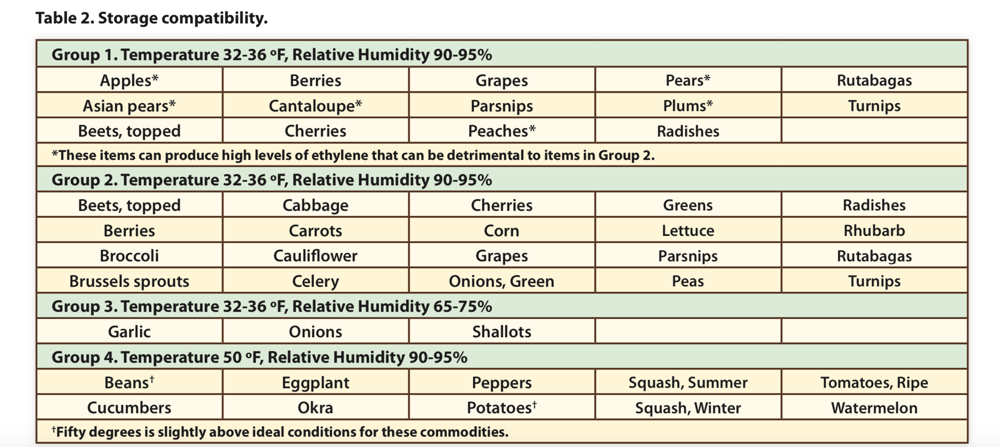 Table 2. Storage compatibility.
Group 1. Temperature 32-36 ºF, Relative Humidity 90-95%
Apples* Berries Grapes Pears* Rutabagas
Asian pears* Cantaloupe* Parsnips Plums* Turnips
Beets, topped Cherries Peaches* Radishes
*These items can produce high levels of ethylene that can be detrimental to items in Group 2.
Group 2. Temperature 32-36 ºF, Relative Humidity 90-95%
Beets, topped Cabbage Cherries Greens Radishes
Berries Carrots Corn Lettuce Rhubarb
Broccoli Cauliflower Grapes Parsnips Rutabagas
Brussels sprouts Celery Onions, Green Peas Turnips
Group 3. Temperature 32-36 ºF, Relative Humidity 65-75%
Garlic Onions Shallots
Group 4. Temperature 50 ºF, Relative Humidity 90-95%
Beans† Eggplant Peppers Squash, Summer Tomatoes, Ripe
Cucumbers Okra Potatoes† Squash, Winter Watermelon
†Fifty degrees is slightly above ideal conditions for these commodities.